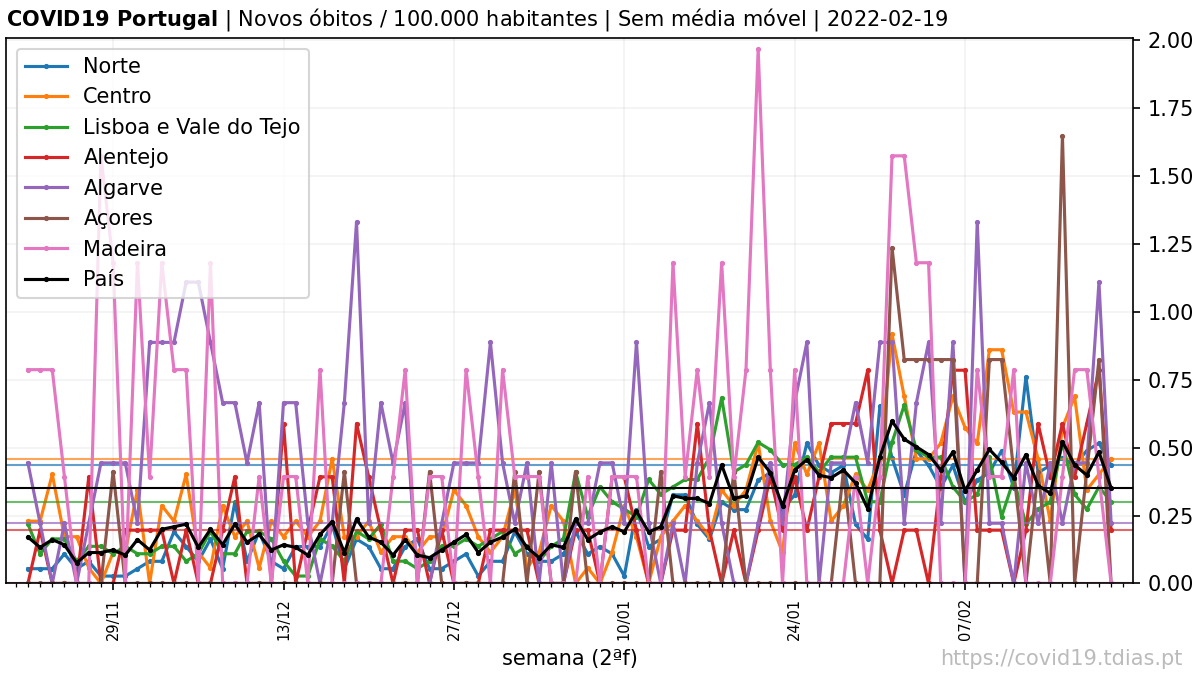 COVID19 Portugal | Novos óbitos / 100.000 habitantes | Sem média móvel | 2022-02-19
Norte
Centro
Lisboa e Vale do Tejo
Alentejo
Algarve
Açores
Madeira
País
2.00
1.75
1.50
1.25
1.00
0.75
0.50
0.25
0.00
29/11
13/12
27/12
10/01
24/01
07/02
semana (2ªf)
https://covid19.tdias.pt